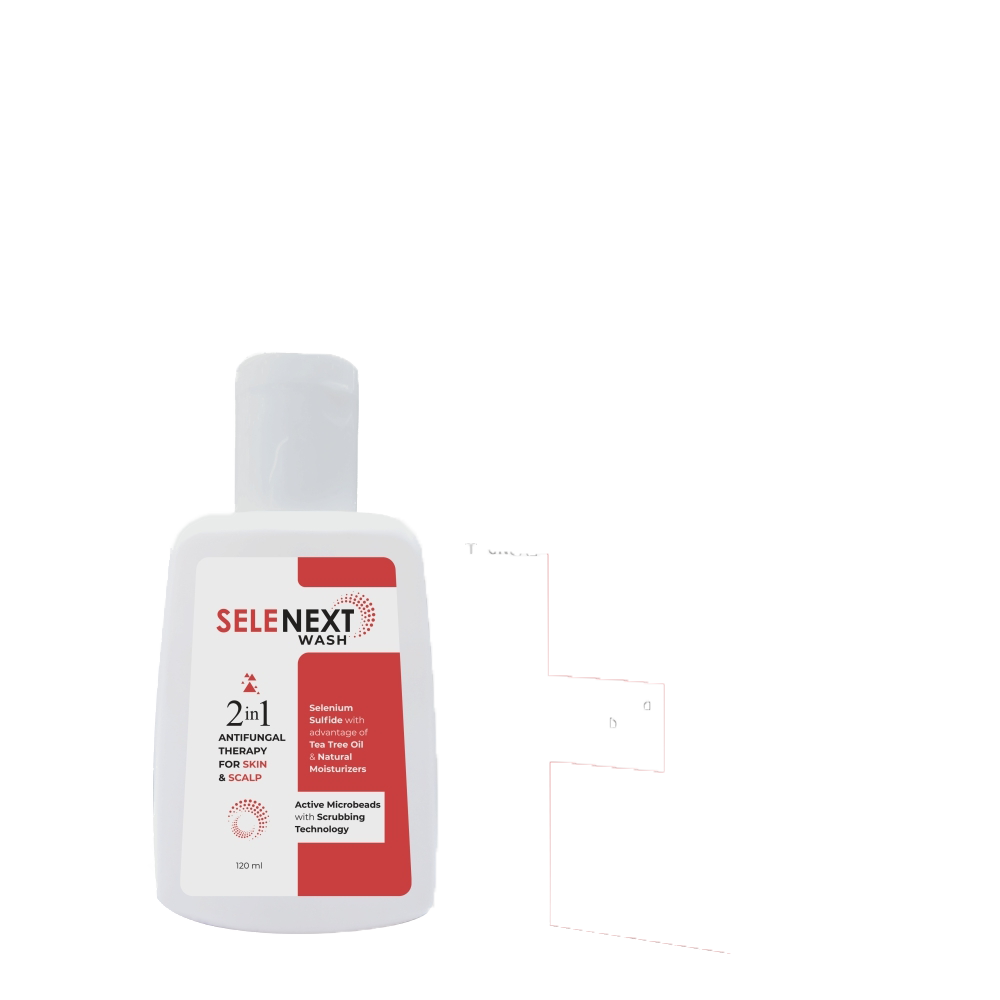 SELENEXT
WASH
2in1
ANTIFUNGAL
THERAPY
FOR SKIN
& SCALP
120 ml
Selenium
Sulfide with
advantage of
Tea Tree Oil
& Natural
Moisturizers
Active Microbeads
with Scrubbing
Technology